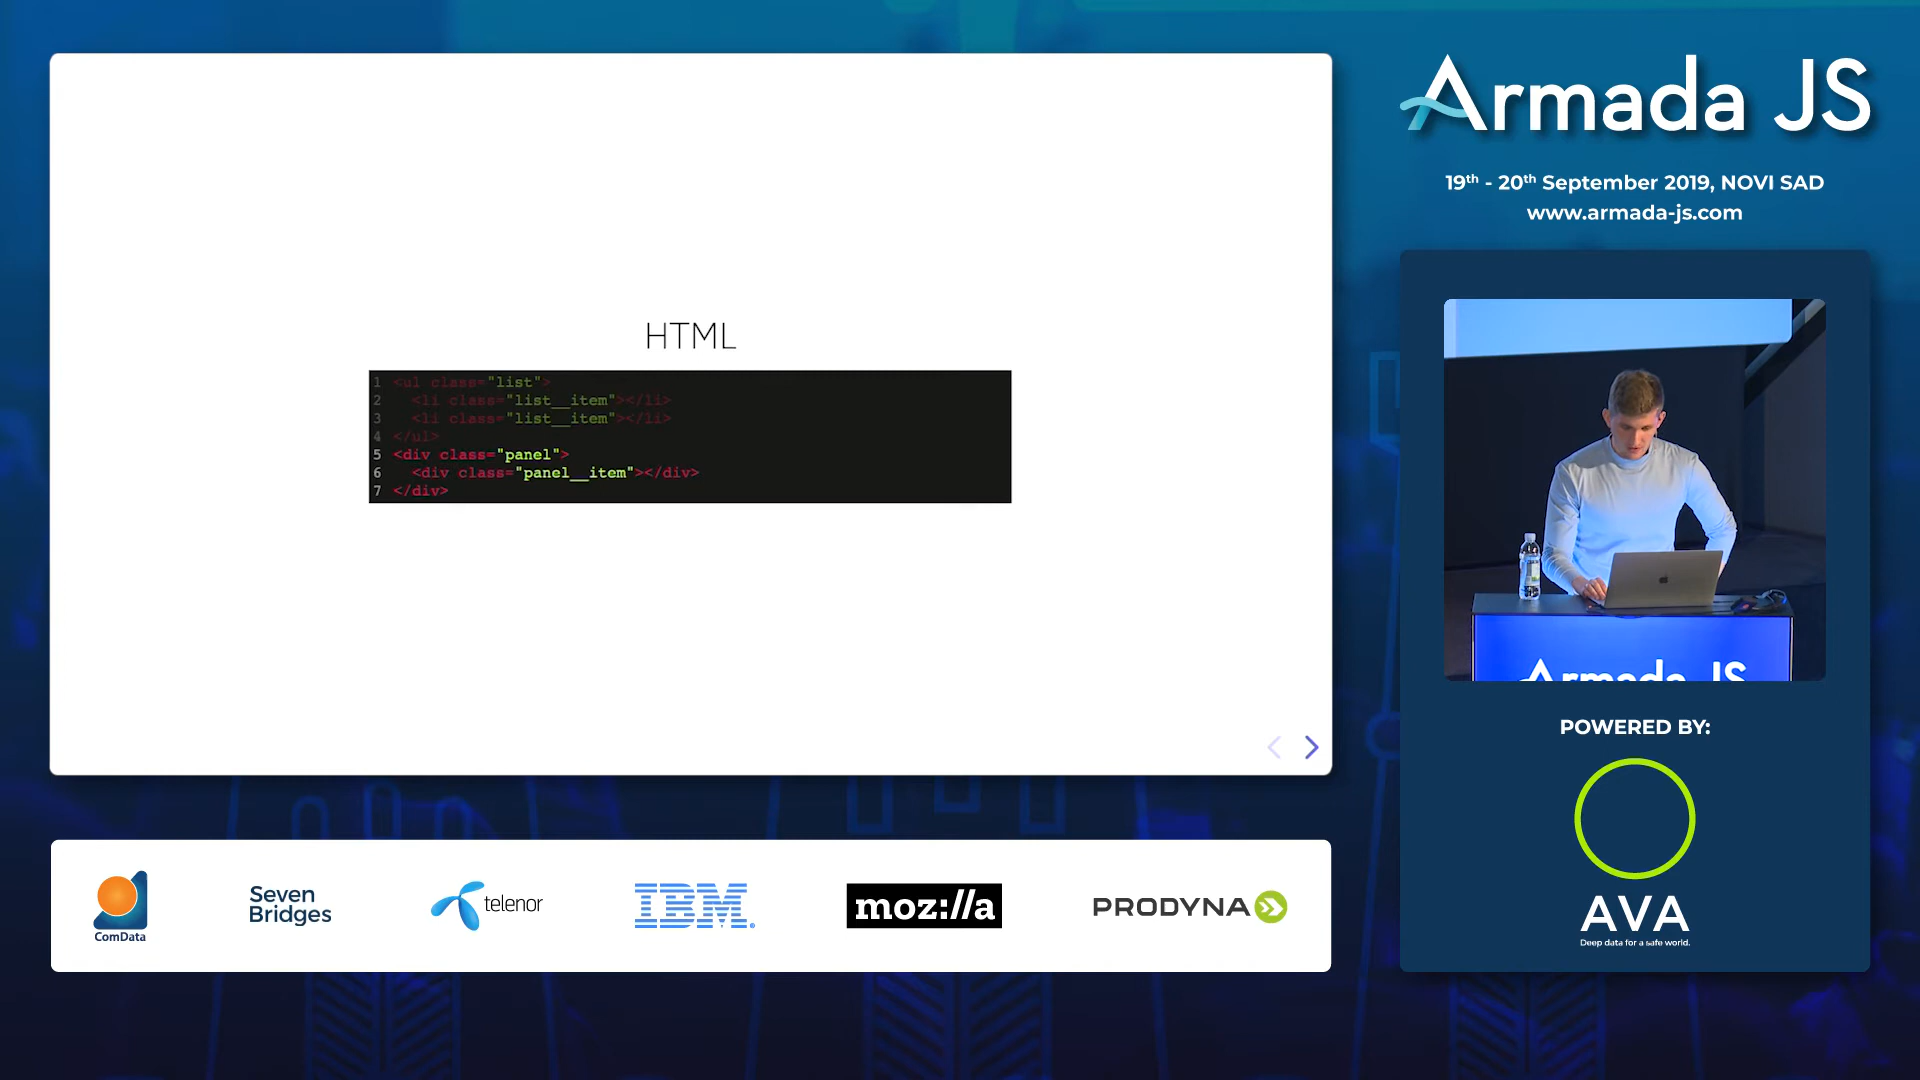 HTML
1 <ul class="list">
2   <li class="list__item"></li>
3   <li class="list__item"></li>
4 </ul>
5 <div class="panel">
6   <div class="panel__item"></div>
7 </div>
Armada JS
19th - 20th September 2019, NOVI SAD
www.armada-js.com
Armada JS
POWERED BY:
AVA
Deep data for a safe world.
ComData
Seven
Bridges
telenor
IBM
moz://a
PRODYNA